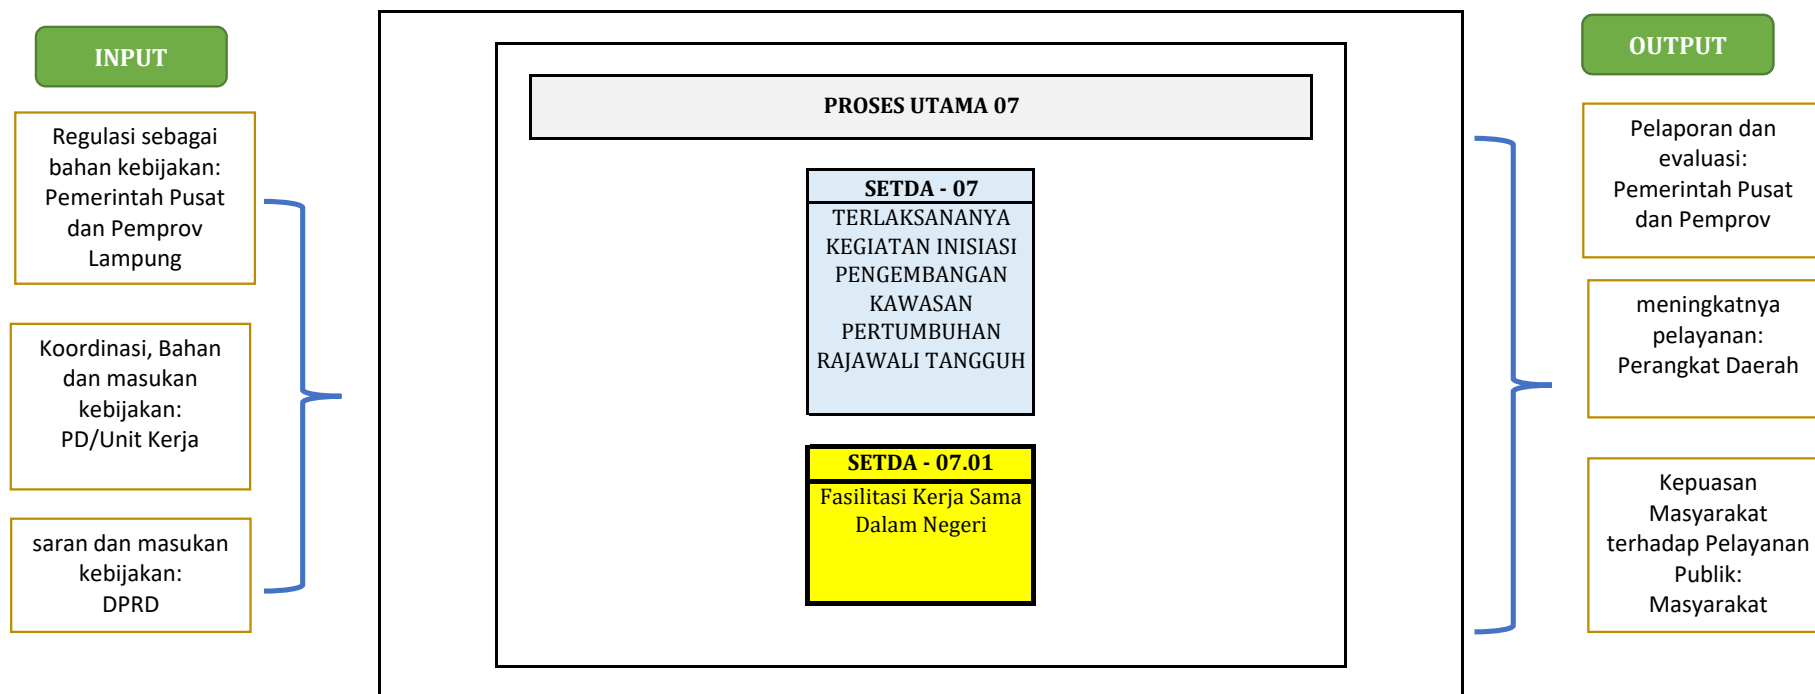 INPUT
Regulasi sebagai
bahan kebijakan:
Pemerintah Pusat
dan Pemprov
Lampung
Koordinasi, Bahan
dan masukan
kebijakan:
PD/Unit Kerja
saran dan masukan
kebijakan:
DPRD
PROSES UTAMA 07
SETDA - 07
TERLAKSANANYA
KEGIATAN INISIASI
PENGEMBANGAN
KAWASAN
PERTUMBUHAN
RAJAWALI TANGGUH
SETDA - 07.01
Fasilitasi Kerja Sama
Dalam Negeri
OUTPUT
Pelaporan dan
evaluasi:
Pemerintah Pusat
dan Pemprov
meningkatnya
pelayanan:
Perangkat Daerah
Kepuasan
Masyarakat
terhadap Pelayanan
Publik:
Masyarakat